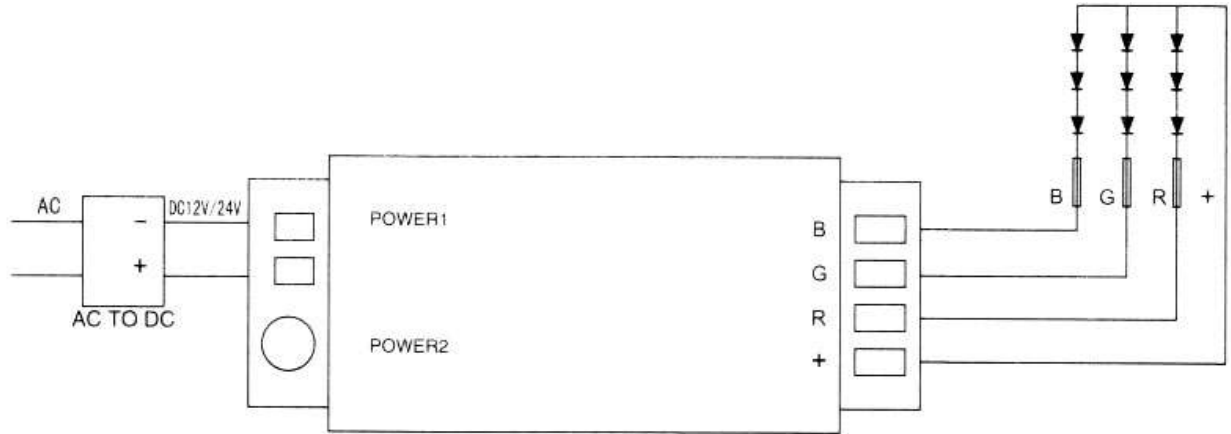 B G R +
AC - DC12V/24V
+
AC TO DC
POWER1
POWER2
B
G
R
+